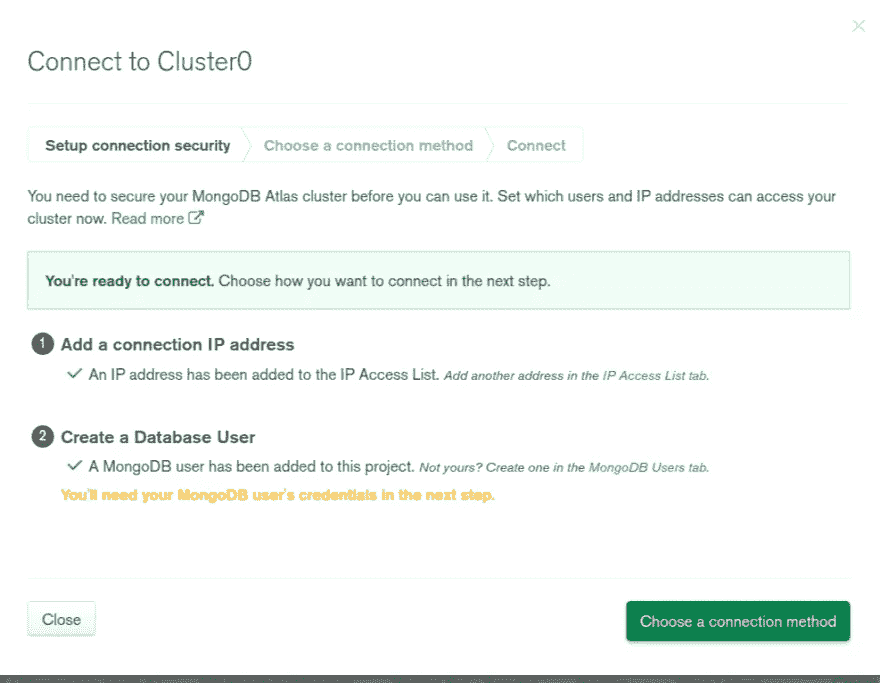 Connect to Cluster0
Setup connection security
Choose a connection method
Connect
You need to secure your MongoDB Atlas cluster before you can use it. Set which users and IP addresses can access your
cluster now. Read more
You're ready to connect. Choose how you want to connect in the next step.
1 Add a connection IP address
✓ An IP address has been added to the IP Access List. Add another address in the IP Access List tab.
2 Create a Database User
✓ A MongoDB user has been added to this project. Not yours? Create one in the MongoDB Users tab.
You'll need your MongoDB user's credentials in the next step.
Close
Choose a connection method